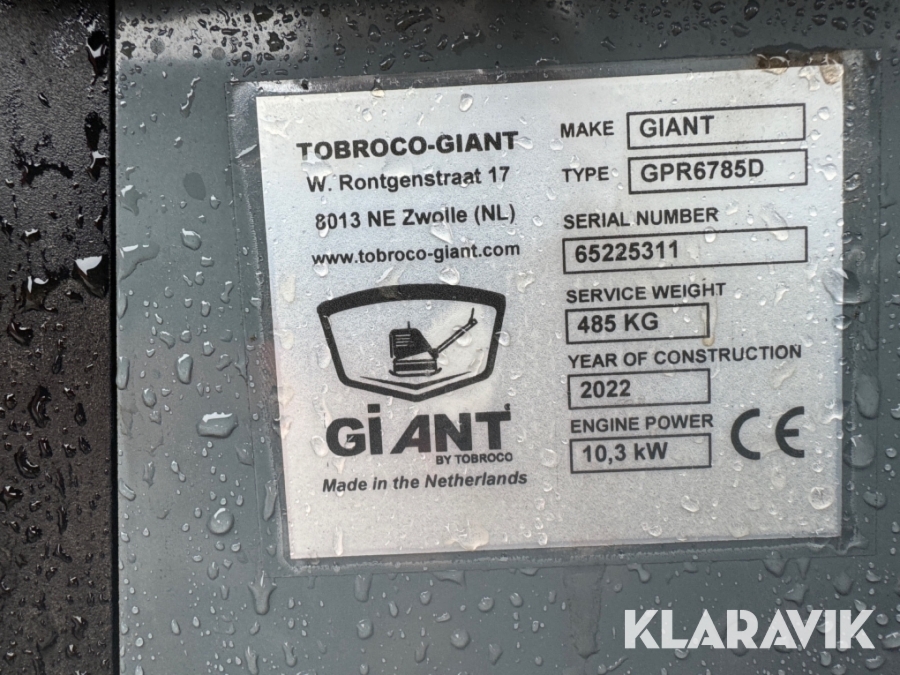 TOBROCO-GIANT
W. Rontgenstraat 17
8013 NE Zwolle (NL)
www.tobroco-giant.com
GiANT
BY TOBROCO
Made in the Netherlands
MAKE GIANT
TYPE GPR6785D
SERIAL NUMBER
65225311
SERVICE WEIGHT
485 KG
YEAR OF CONSTRUCTION
2022
ENGINE POWER
10,3 kW
CE
KLARAVIK